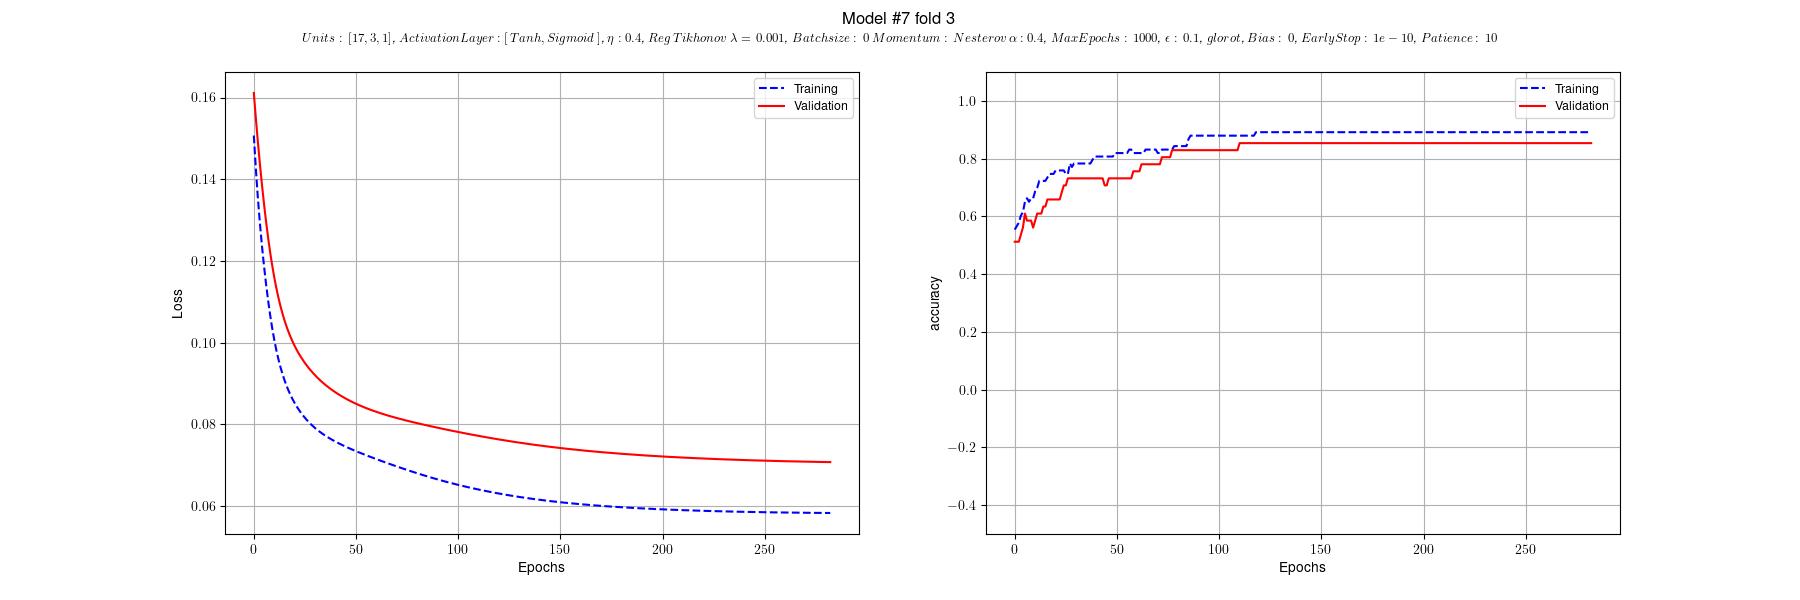 Model #7 fold 3
Units : [17, 3, 1], ActivationLayer : [ Tanh, Sigmoid ], η : 0.4, Reg Tikhonov λ = 0.001, Batchsize : 0 Momentum : Nesterov α : 0.4, MaxEpochs : 1000, ϵ : 0.1, glorot, Bias : 0, EarlyStop : 1e − 10, Patience : 10
Training
Validation
0.16
0.14
0.12
0.10
0.08
0.06
Loss
0 50 100 150 200 250
Epochs
Training
Validation
1.0
0.8
0.6
0.4
0.2
0.0
−0.2
−0.4
accuracy
0 50 100 150 200 250
Epochs